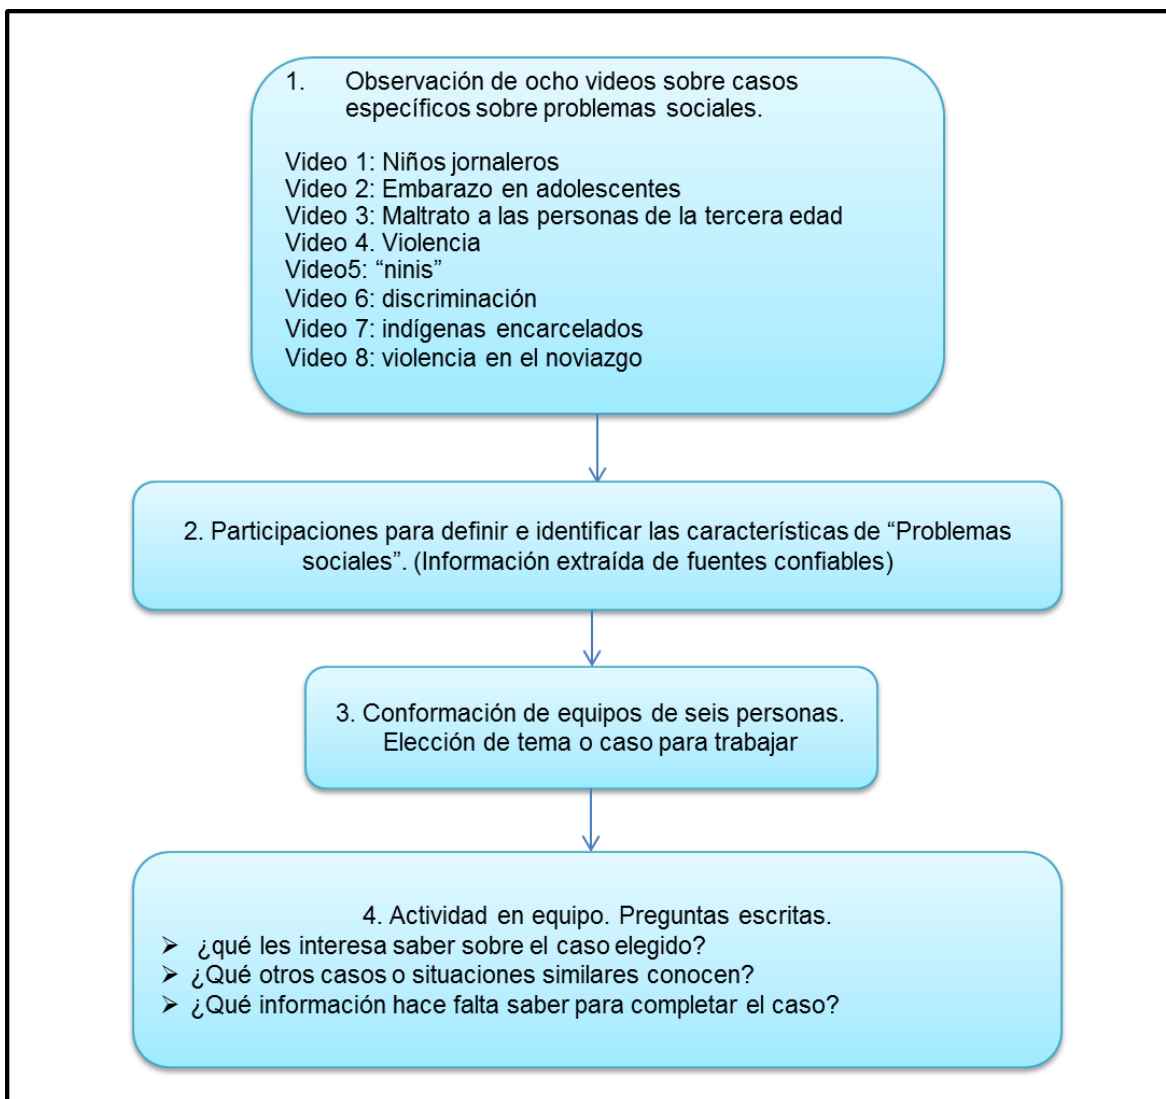 1. Observación de ocho videos sobre casos
específicos sobre problemas sociales.
Video 1: Niños jornaleros
Video 2: Embarazo en adolescentes
Video 3: Maltrato a las personas de la tercera edad
Video 4. Violencia
Video5: “ninis”
Video 6: discriminación
Video 7: indígenas encarcelados
Video 8: violencia en el noviazgo
2. Participaciones para definir e identificar las características de “Problemas
sociales”. (Información extraída de fuentes confiables)
3. Conformación de equipos de seis personas.
Elección de tema o caso para trabajar
4. Actividad en equipo. Preguntas escritas.
➢ ¿qué les interesa saber sobre el caso elegido?
➢ ¿Qué otros casos o situaciones similares conocen?
➢ ¿Qué información hace falta saber para completar el caso?